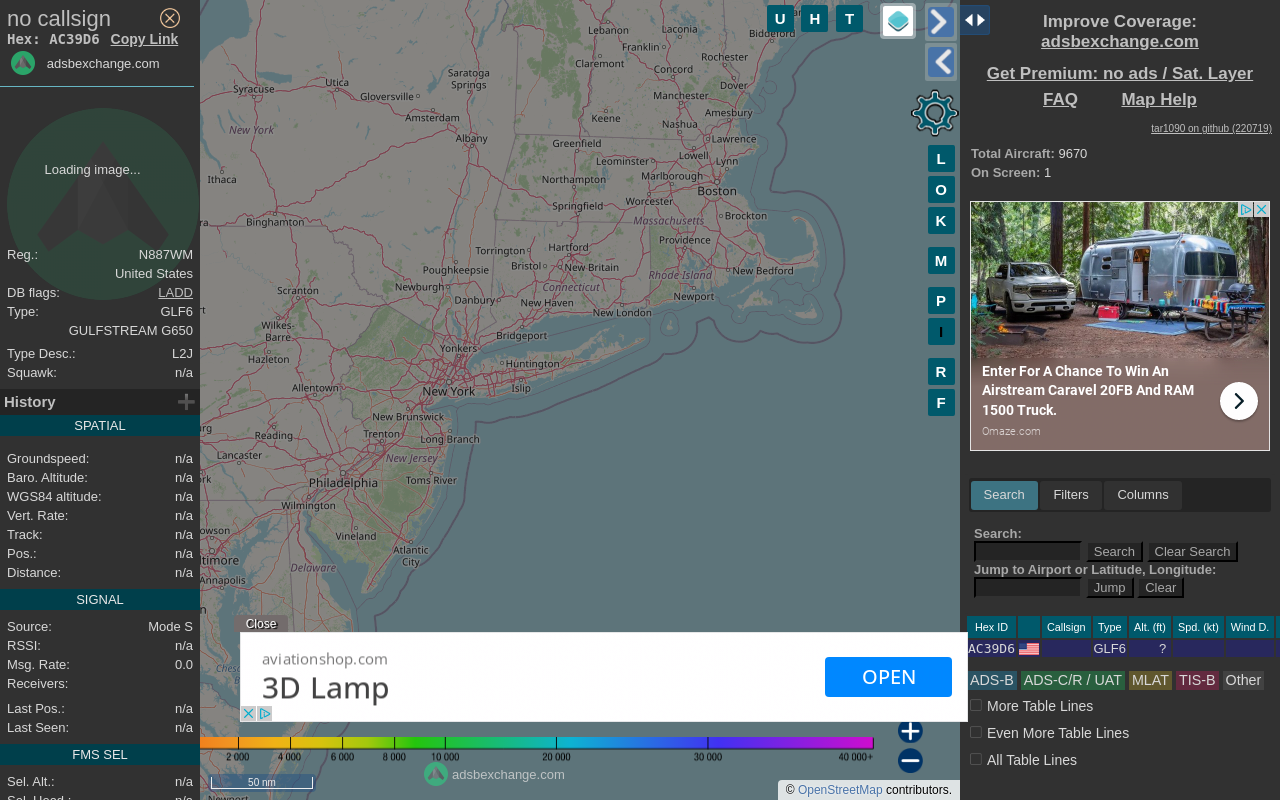 no callsign
Hex: AC39D6 Copy Link
adsbexchange.com
Loading image...
Reg.: N887WM
United States
DB flags: LADD
Type: GLF6
GULFSTREAM G650
Type Desc.: L2J
Squawk: n/a
History
SPATIAL
Groundspeed: n/a
Baro. Altitude: n/a
WGS84 altitude: n/a
Vert. Rate: n/a
Track: n/a
Pos.: n/a
Distance: n/a
SIGNAL
Source: Mode S
RSSI: n/a
Msg. Rate: 0.0
Receivers:
Last Pos.: n/a
Last Seen: n/a
FMS SEL
Sel. Alt.: n/a
U H T
L
O
K
M
P
I
R
F
Lebanon
Laconia
Biddeford
Franklin
Rochester
Claremont
Concord
Dover
Saratoga
Springs
Utica
Syracuse
Gloversville
Manchester
Amesbury
Amsterdam
Keene
Nashua
New York
Albany
Lawrence
Greenfield
Leominster
Lowell
Lynn
Ithaca
Northampton
Marlborough
Boston
Worcester
Springfield
Binghamton
Massachusetts
Brockton
Providence
Torrington
Hartford
Bristol
New Britain
Poughkeepsie
Rhode Island
New Bedford
Scranton
Newburgh
Connecticut
Danbury
New Haven
Newport
New London
Wilkes-
Barre
Bridgeport
Yonkers
Hazleton
Huntington
Allentown
New York
Islip
New Brunswick
Reading
Trenton
Long Branch
Lancaster
New Jersey
Philadelphia
Toms River
Wilmington
Vineland
Atlantic
City
Delaware
Annapolis
Close
aviationshop.com
3D Lamp
OPEN
2 000 4 000 6 000 8 000 10 000 20 000 30 000 40 000+
adsbexchange.com
50 nm
© OpenStreetMap contributors.
Improve Coverage:
adsbexchange.com
Get Premium: no ads / Sat. Layer
FAQ Map Help
tar1090 on github (220719)
Total Aircraft: 9670
On Screen: 1
Enter For A Chance To Win An
Airstream Caravel 20FB And RAM
1500 Truck.
Omaze.com
Search Filters Columns
Search:
Search Clear Search
Jump to Airport or Latitude, Longitude:
Jump Clear
Hex ID Callsign Type Alt. (ft) Spd. (kt) Wind D.
AC39D6 GLF6 ?
ADS-B ADS-C/R / UAT MLAT TIS-B Other
More Table Lines
Even More Table Lines
All Table Lines